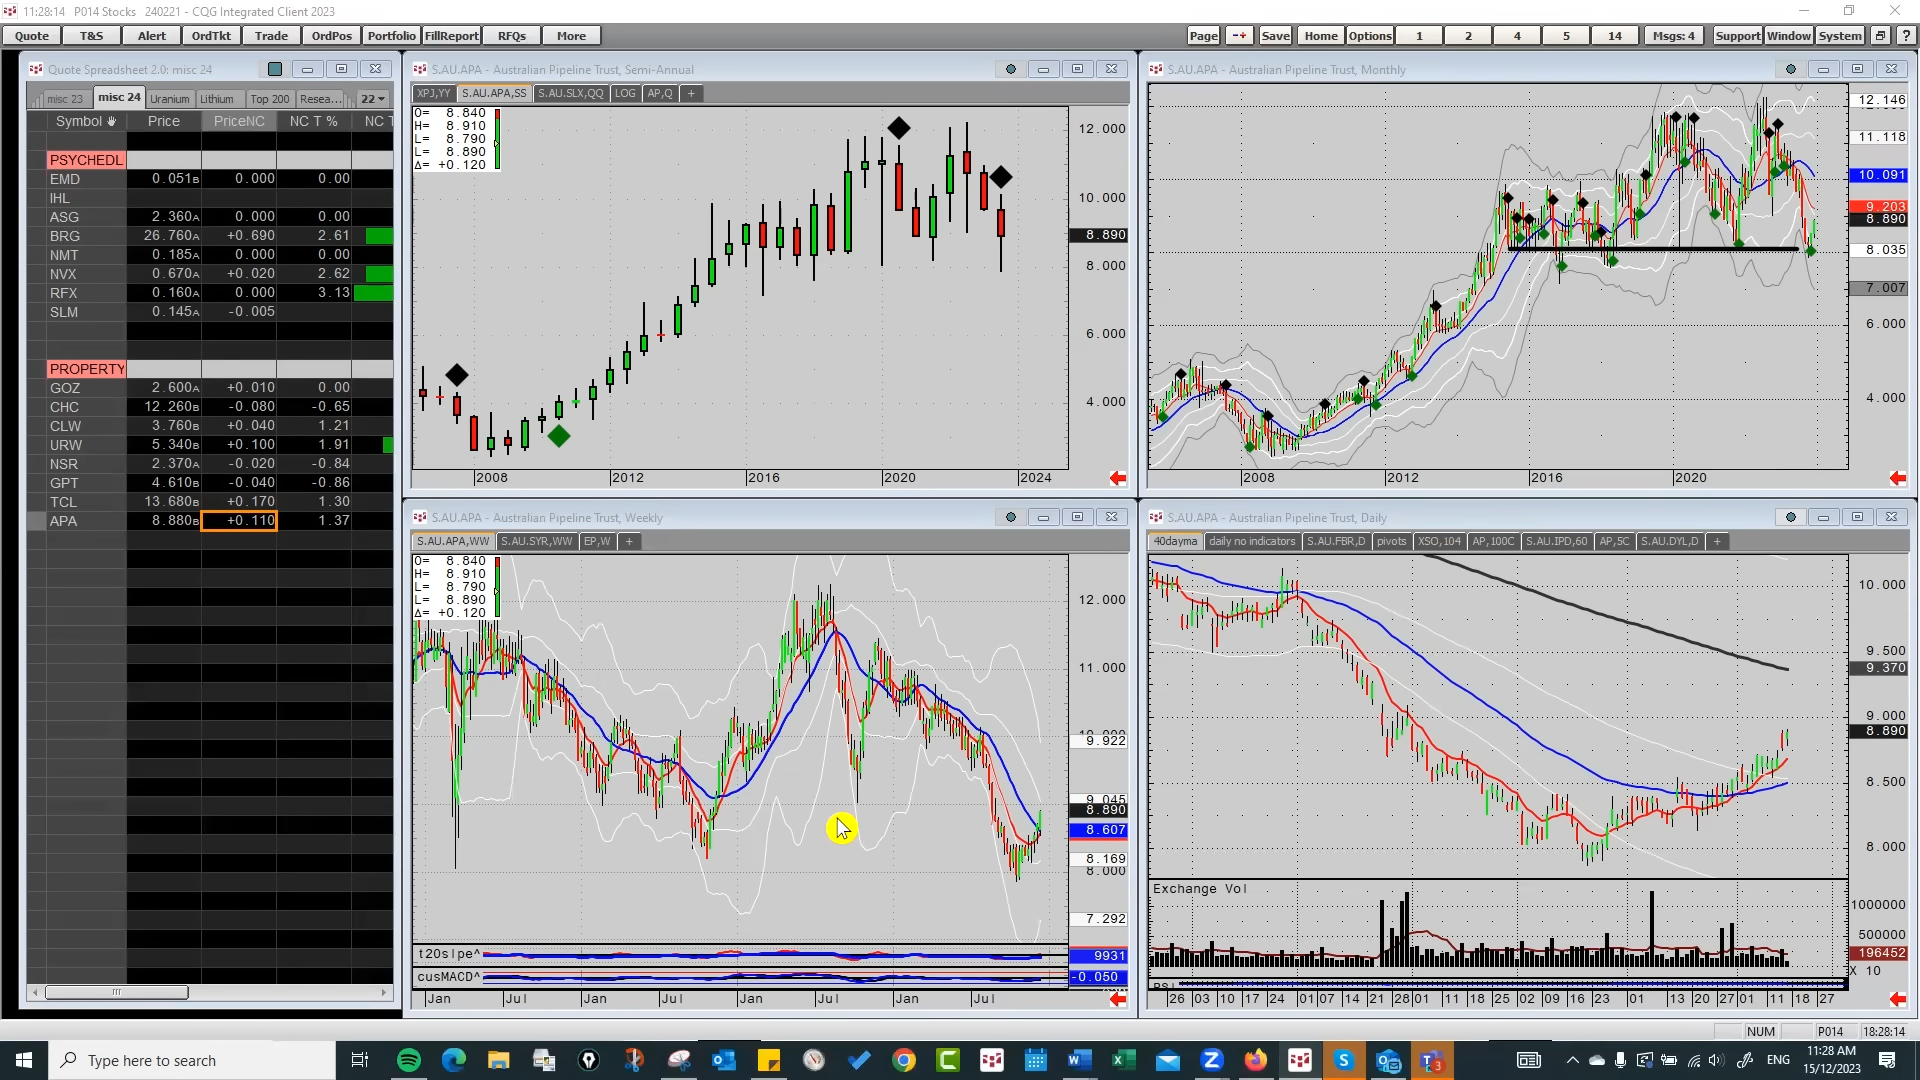 11:28:14 P014 Stocks 240221 - CQG Integrated Client 2023
Quote T&S Alert OrdTkt Trade OrdPos Portfolio FillReport RFQs More Page -+ Save Home Options 1 2 4 5 14 Msgs: 4 Support Window System ?
Quote Spreadsheet 2.0: misc 24
misc 23 misc 24 Uranium Lithium Top 200 Resea... 22
Symbol Price PriceNC NC T % NC T
PSYCHEDL
EMD 0.051B 0.000 0.00
IHL
ASG 2.360A 0.000 0.00
BRG 26.760A +0.690 2.61
NMT 0.185A 0.000 0.00
NVX 0.670A +0.020 2.62
RFX 0.160A 0.000 3.13
SLM 0.145A -0.005
PROPERTY
GOZ 2.600A +0.010 0.00
CHC 12.260B -0.080 -0.65
CLW 3.760B +0.040 1.21
URW 5.340B +0.100 1.91
NSR 2.370A -0.020 -0.84
GPT 4.610B -0.040 -0.86
TCL 13.680B +0.170 1.30
APA 8.880B +0.110 1.37
S.AU.APA - Australian Pipeline Trust, Semi-Annual
XPJ,YY S.AU.APA,SS S.AU.SLX,QQ LOG AP,Q +
O= 8.840
H= 8.910
L= 8.790
L= 8.890
Δ= +0.120
12.000
10.000
8.890
8.000
6.000
4.000
2008 2012 2016 2020 2024
S.AU.APA - Australian Pipeline Trust, Monthly
12.146
11.118
10.091
9.203
8.890
8.035
7.007
6.000
4.000
2008 2012 2016 2020
S.AU.APA - Australian Pipeline Trust, Weekly
S.AU.APA,WW S.AU.SYR,WW EP,W +
O= 8.840
H= 8.910
L= 8.790
L= 8.890
Δ= +0.120
12.000
11.000
9.922
9.045
8.890
8.607
8.169
8.000
7.292
t20slpe^
9931
cusMACD^
-0.050
Jan Jul Jan Jul Jan Jul Jan Jul
S.AU.APA - Australian Pipeline Trust, Daily
40dayma daily no indicators S.AU.FBR,D pivots XSO,104 AP,100C S.AU.IPD,60 AP,5C S.AU.DYL,D +
10.000
9.500
9.370
9.000
8.890
8.500
8.000
Exchange Vol
1000000
500000
196452
X 10
26 03 10 17 24 01 07 14 21 28 01 11 18 25 02 09 16 23 01 13 20 27 01 11 18 27
NUM P014 18:28:14
Type here to search
ENG
11:28 AM
15/12/2023